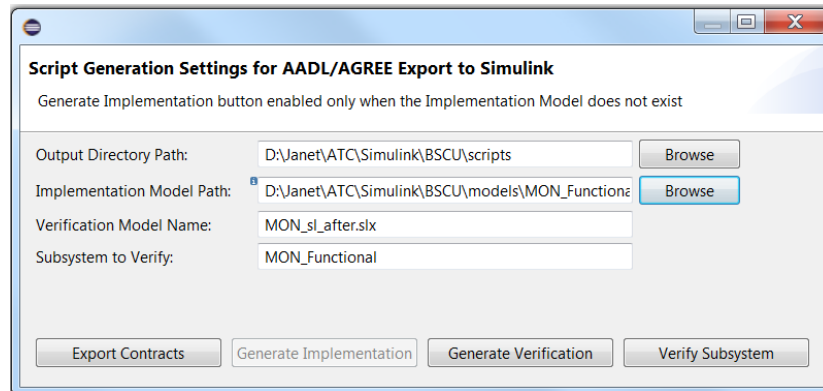 Script Generation Settings for AADL/AGREE Export to Simulink
Generate Implementation button enabled only when the Implementation Model does not exist
Output Directory Path: D:\Janet\ATC\Simulink\BSCU\scripts Browse
Implementation Model Path: D:\Janet\ATC\Simulink\BSCU\models\MON_Functiona Browse
Verification Model Name: MON_sl_after.slx
Subsystem to Verify: MON_Functional
Export Contracts Generate Implementation Generate Verification Verify Subsystem